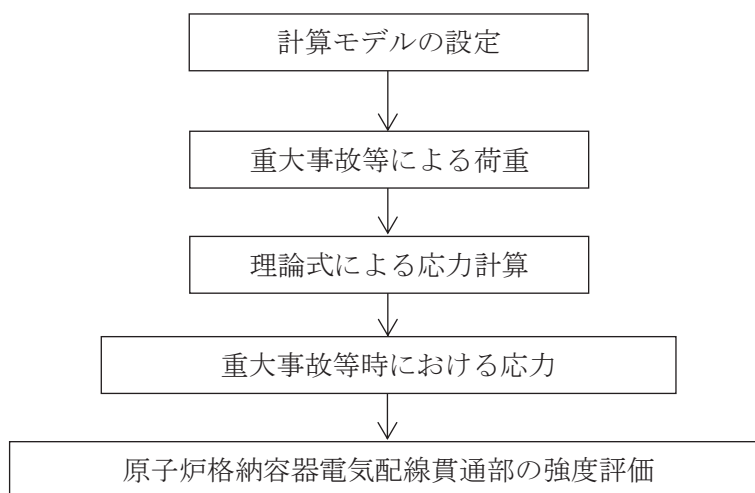 計算モデルの設定
重大事故等による荷重
理論式による応力計算
重大事故等時における応力
原子炉格納容器電気配線貫通部の強度評価